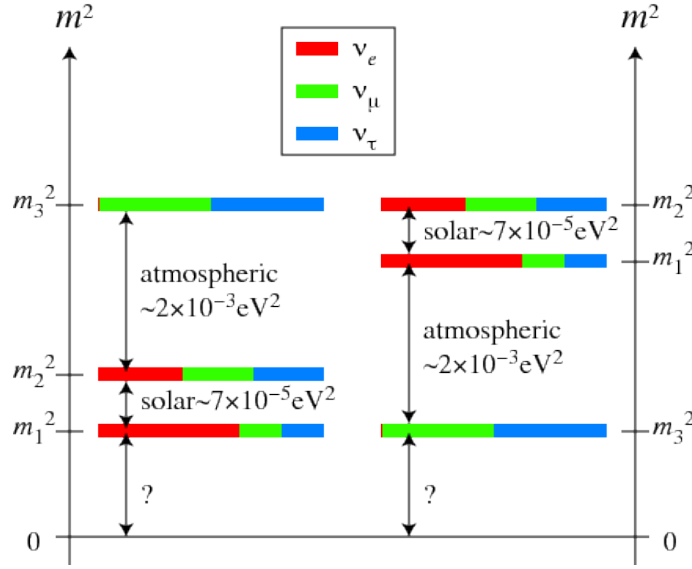 m² m²
νe
νμ
ντ
m₃² m₂²
solar~7×10⁻⁵eV²
m₁²
atmospheric
~2×10⁻³eV²
atmospheric
~2×10⁻³eV²
m₂²
solar~7×10⁻⁵eV²
m₁² m₃²
? ?
0 0